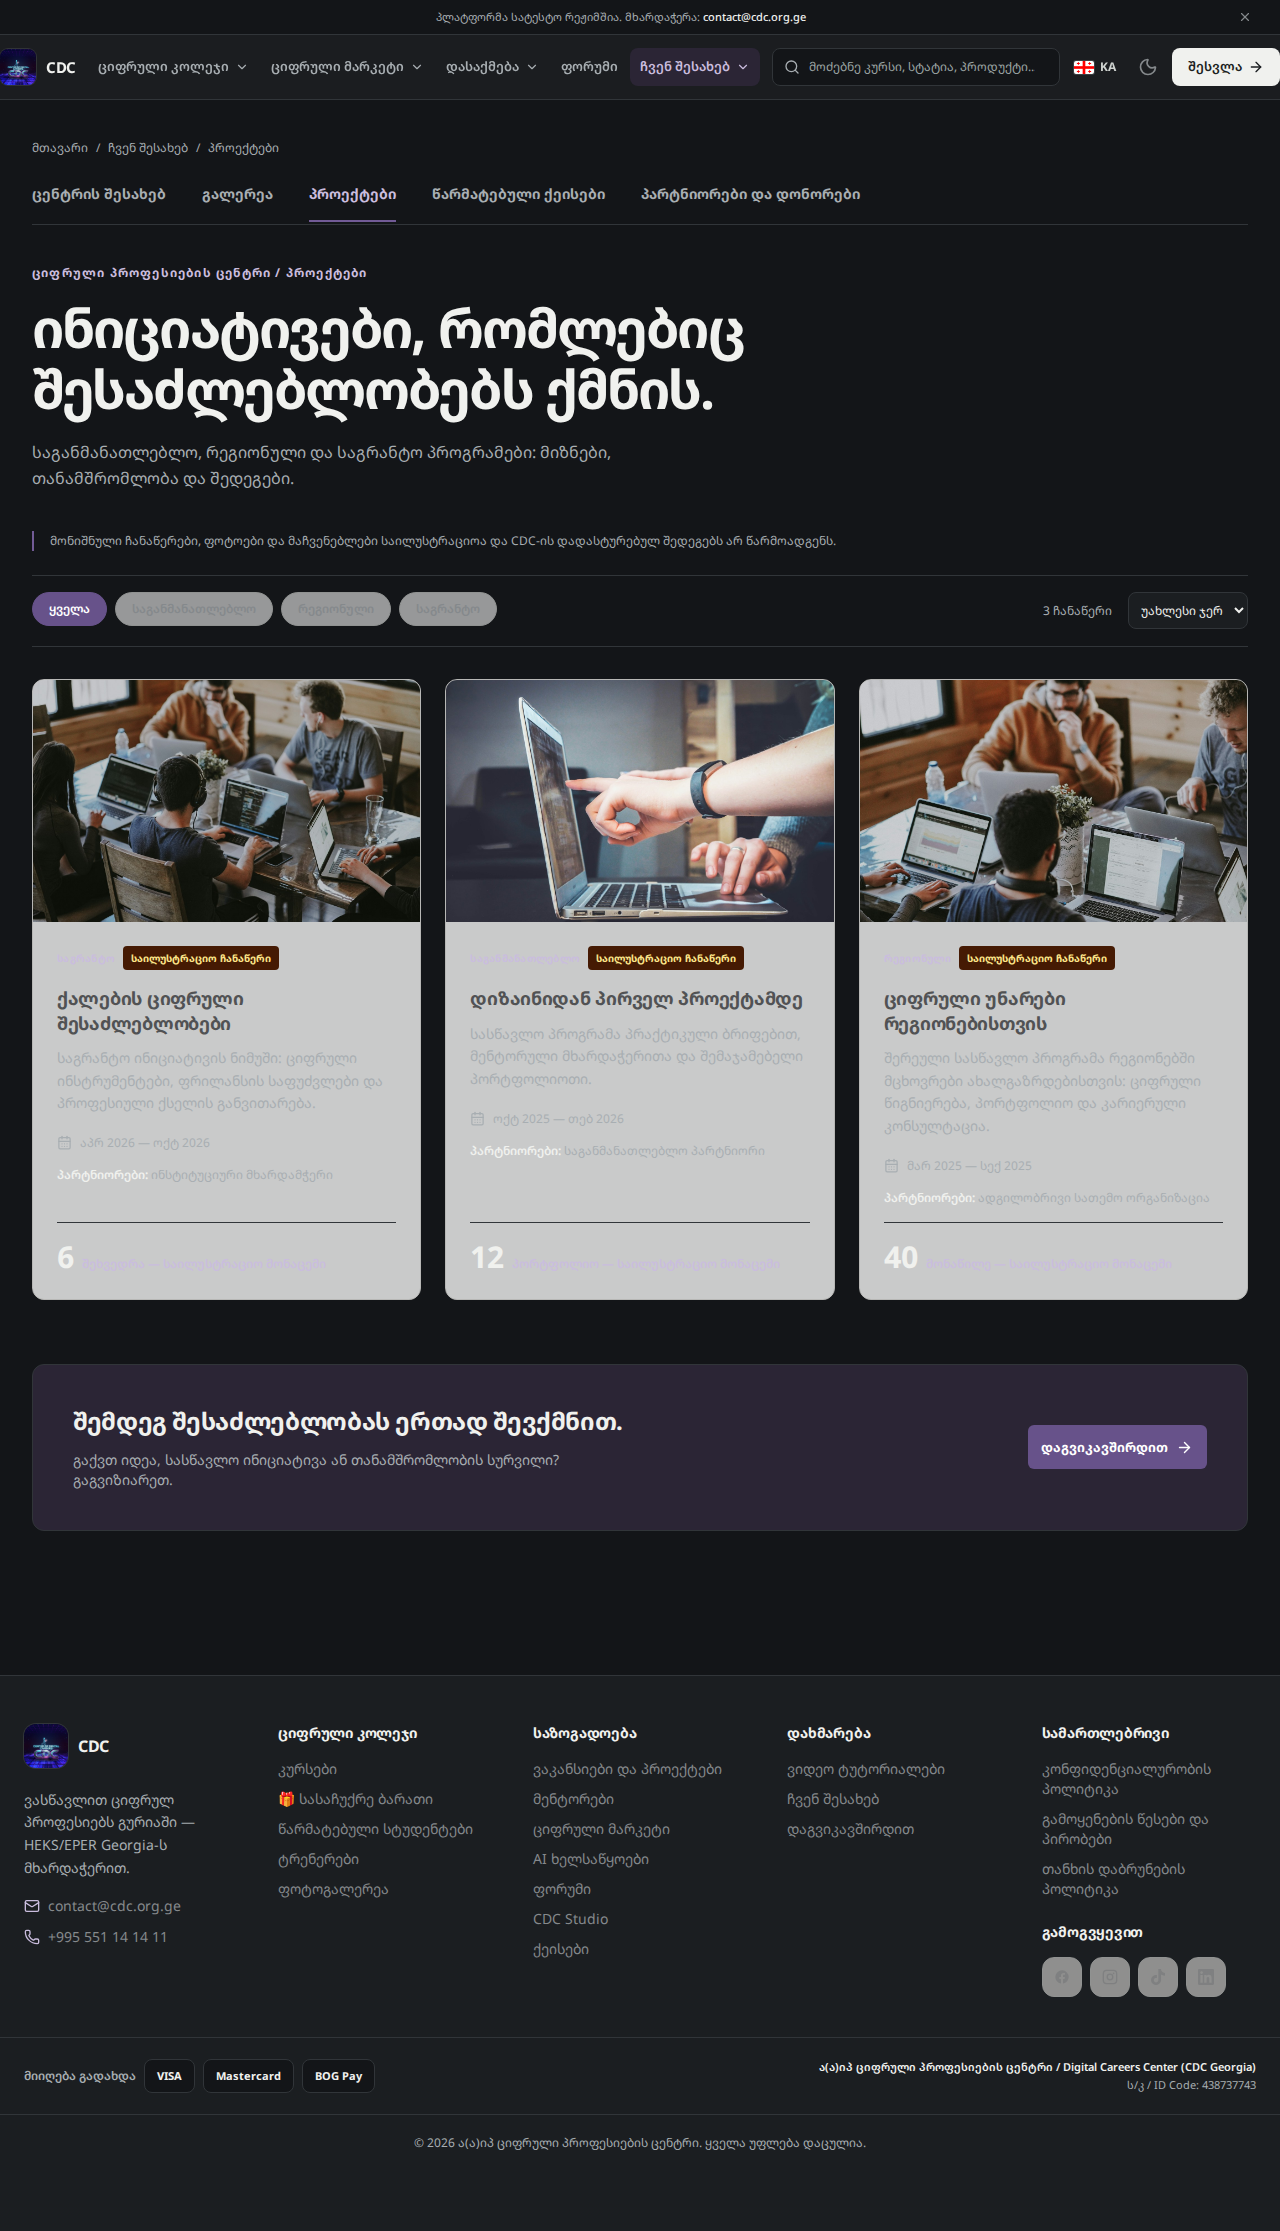 პლატფორმა სატესტო რეჟიმშია. მხარდაჭერა: contact@cdc.org.ge
CDC
ციფრული კოლეჯი
ციფრული მარკეტი
დასაქმება
ფორუმი
ჩვენ შესახებ
მოძებნე კურსი, სტატია, პროდუქტი..
KA
შესვლა
მთავარი / ჩვენ შესახებ / პროექტები
ცენტრის შესახებ
გალერეა
პროექტები
წარმატებული ქეისები
პარტნიორები და დონორები
ციფრული პროფესიების ცენტრი / პროექტები
ინიციატივები, რომლებიც
შესაძლებლობებს ქმნის.
საგანმანათლებლო, რეგიონული და საგრანტო პროგრამები: მიზნები,
თანამშრომლობა და შედეგები.
მონიშნული ჩანაწერები, ფოტოები და მაჩვენებლები საილუსტრაციოა და CDC-ის დადასტურებულ შედეგებს არ წარმოადგენს.
ყველა
საგანმანათლებლო
რეგიონული
საგრანტო
3 ჩანაწერი
უახლესი ჯერ
საგრანტო
საილუსტრაციო ჩანაწერი
ქალების ციფრული
შესაძლებლობები
საგრანტო ინიციატივის ნიმუში: ციფრული
ინსტრუმენტები, ფრილანსის საფუძვლები და
პროფესიული ქსელის განვითარება.
აპრ 2026 — ოქტ 2026
პარტნიორები: ინსტიტუციური მხარდამჭერი
6 შეხვედრა — საილუსტრაციო მონაცემი
საგანმანათლებლო
საილუსტრაციო ჩანაწერი
დიზაინიდან პირველ პროექტამდე
სასწავლო პროგრამა პრაქტიკული ბრიფებით,
მენტორული მხარდაჭერითა და შემაჯამებელი
პორტფოლიოთი.
ოქტ 2025 — თებ 2026
პარტნიორები: საგანმანათლებლო პარტნიორი
12 პორტფოლიო — საილუსტრაციო მონაცემი
რეგიონული
საილუსტრაციო ჩანაწერი
ციფრული უნარები
რეგიონებისთვის
შერეული სასწავლო პროგრამა რეგიონებში
მცხოვრები ახალგაზრდებისთვის: ციფრული
წიგნიერება, პორტფოლიო და კარიერული
კონსულტაცია.
მარ 2025 — სექ 2025
პარტნიორები: ადგილობრივი სათემო ორგანიზაცია
40 მონაწილე — საილუსტრაციო მონაცემი
შემდეგ შესაძლებლობას ერთად შევქმნით.
გაქვთ იდეა, სასწავლო ინიციატივა ან თანამშრომლობის სურვილი?
გაგვიზიარეთ.
დაგვიკავშირდით
CDC
ვასწავლით ციფრულ
პროფესიებს გურიაში —
HEKS/EPER Georgia-ს
მხარდაჭერით.
contact@cdc.org.ge
+995 551 14 14 11
ციფრული კოლეჯი
კურსები
🎁 სასაჩუქრე ბარათი
წარმატებული სტუდენტები
ტრენერები
ფოტოგალერეა
საზოგადოება
ვაკანსიები და პროექტები
მენტორები
ციფრული მარკეტი
AI ხელსაწყოები
ფორუმი
CDC Studio
ქეისები
დახმარება
ვიდეო ტუტორიალები
ჩვენ შესახებ
დაგვიკავშირდით
სამართლებრივი
კონფიდენციალურობის
პოლიტიკა
გამოყენების წესები და
პირობები
თანხის დაბრუნების
პოლიტიკა
გამოგვყევით
მიიღება გადახდა
VISA
Mastercard
BOG Pay
ა(ა)იპ ციფრული პროფესიების ცენტრი / Digital Careers Center (CDC Georgia)
ს/კ / ID Code: 438737743
© 2026 ა(ა)იპ ციფრული პროფესიების ცენტრი. ყველა უფლება დაცულია.